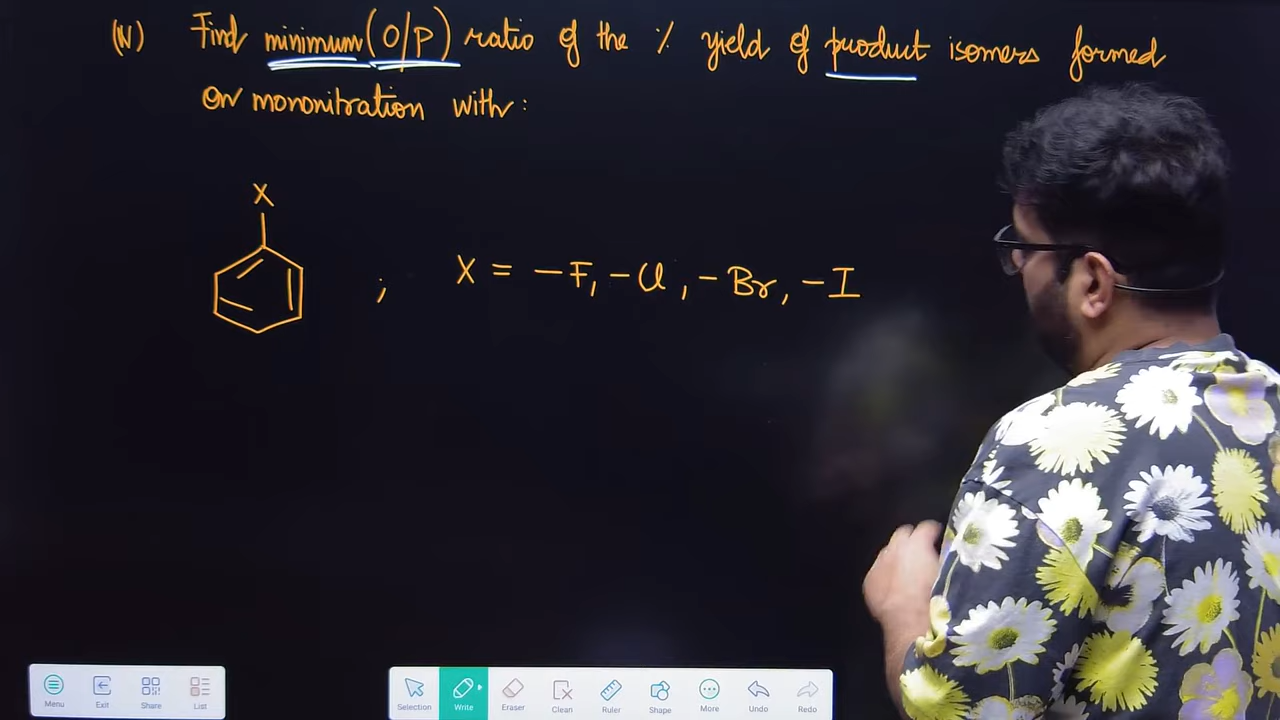 (N) Find minimum (O/P) ratio of the % yield of product isomers formed
on mononitration with:
X
; X = -F, -Cl, -Br, -I
Menu Exit Share List Selection Write Eraser Clean Ruler Shape More Undo Redo